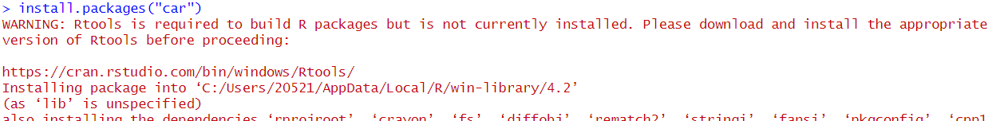 > install.packages("car")
WARNING: Rtools is required to build R packages but is not currently installed. Please download and install the appropriate
version of Rtools before proceeding:
https://cran.rstudio.com/bin/windows/Rtools/
Installing package into ‘C:/Users/20521/AppData/Local/R/win-library/4.2’
(as ‘lib’ is unspecified)
also installing the dependencies ‘rprojroot’, ‘crayon’, ‘fs’, ‘diffobj’, ‘rematch2’, ‘stringi’, ‘fansi’, ‘pkgconfig’, ‘cpp1